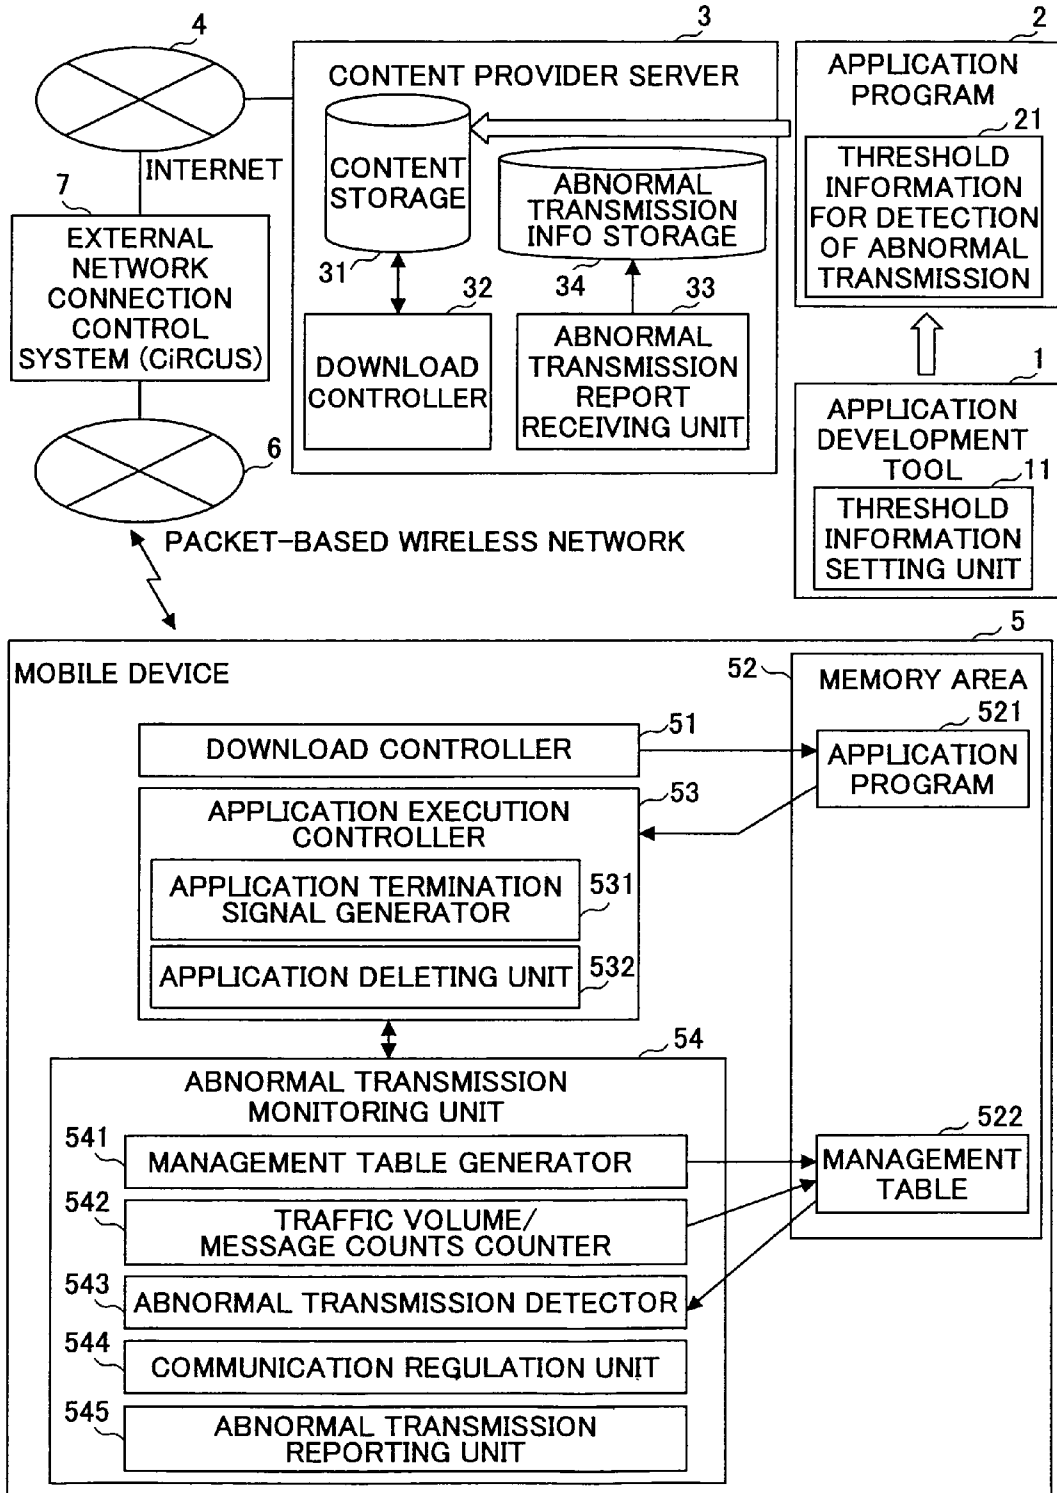 4
3
2
CONTENT PROVIDER SERVER
APPLICATION
PROGRAM
21
THRESHOLD
INFORMATION
FOR DETECTION
OF ABNORMAL
TRANSMISSION
INTERNET
CONTENT
STORAGE
31
ABNORMAL
TRANSMISSION
INFO STORAGE
34
7
EXTERNAL
NETWORK
CONNECTION
CONTROL
SYSTEM (CiRCUS)
32
DOWNLOAD
CONTROLLER
33
ABNORMAL
TRANSMISSION
REPORT
RECEIVING UNIT
1
APPLICATION
DEVELOPMENT
TOOL
11
THRESHOLD
INFORMATION
SETTING UNIT
6
PACKET-BASED WIRELESS NETWORK
5
MOBILE DEVICE
52
MEMORY AREA
521
APPLICATION
PROGRAM
51
DOWNLOAD CONTROLLER
53
APPLICATION EXECUTION
CONTROLLER
APPLICATION TERMINATION
SIGNAL GENERATOR
531
APPLICATION DELETING UNIT
532
54
ABNORMAL TRANSMISSION
MONITORING UNIT
541
MANAGEMENT TABLE GENERATOR
522
MANAGEMENT
TABLE
542
TRAFFIC VOLUME/
MESSAGE COUNTS COUNTER
543
ABNORMAL TRANSMISSION DETECTOR
544
COMMUNICATION REGULATION UNIT
545
ABNORMAL TRANSMISSION
REPORTING UNIT